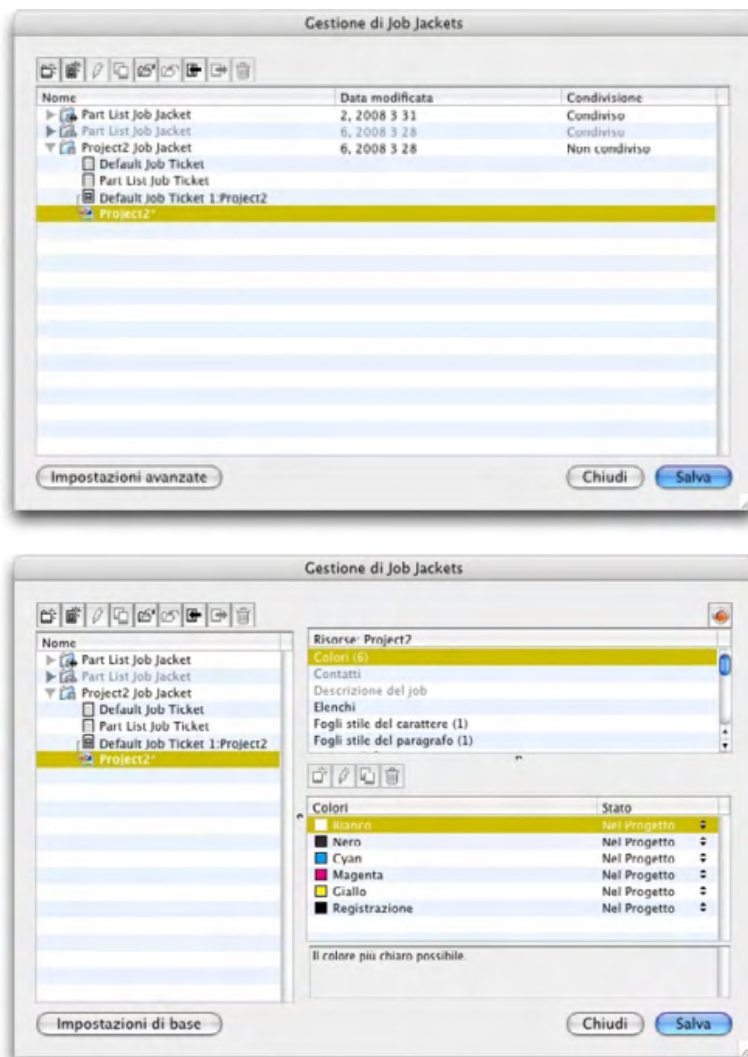 Gestione di Job Jackets
Nome Data modificata Condivisione
Part List Job Jacket 2, 2008 3 31 Condiviso
Part List Job Jacket 6, 2008 3 28 Condiviso
Project2 Job Jacket 6, 2008 3 28 Non condiviso
Default Job Ticket
Part List Job Ticket
Default Job Ticket 1:Project2
Project2*
Impostazioni avanzate Chiudi Salva
Gestione di Job Jackets
Nome
Part List Job Jacket
Part List Job Jacket
Project2 Job Jacket
Default Job Ticket
Part List Job Ticket
Default Job Ticket 1:Project2
Project2*
Risorse: Project2
Colori (6)
Contatti
Descrizione del job
Elenchi
Fogli stile del carattere (1)
Fogli stile del paragrafo (1)
Colori Stato
Bianco Nel Progetto
Nero Nel Progetto
Cyan Nel Progetto
Magenta Nel Progetto
Giallo Nel Progetto
Registrazione Nel Progetto
Il colore più chiaro possibile.
Impostazioni di base Chiudi Salva